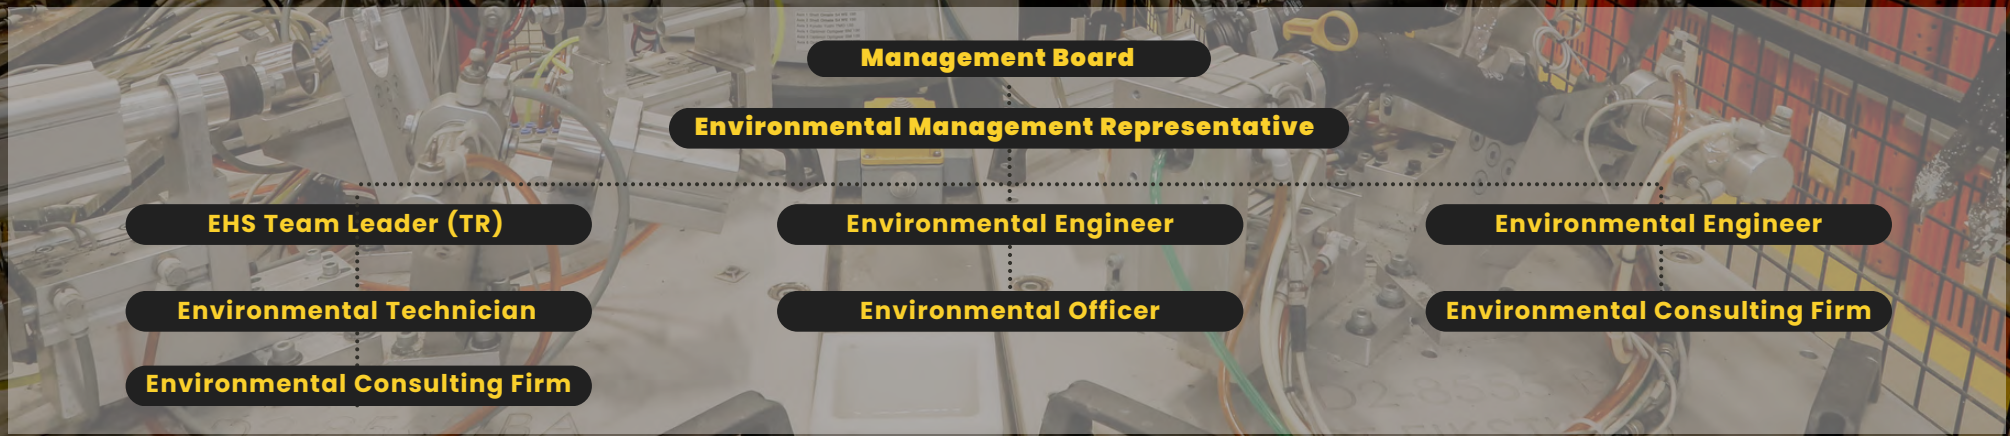 Management Board
Environmental Management Representative
EHS Team Leader (TR)
Environmental Engineer
Environmental Engineer
Environmental Technician
Environmental Officer
Environmental Consulting Firm
Environmental Consulting Firm